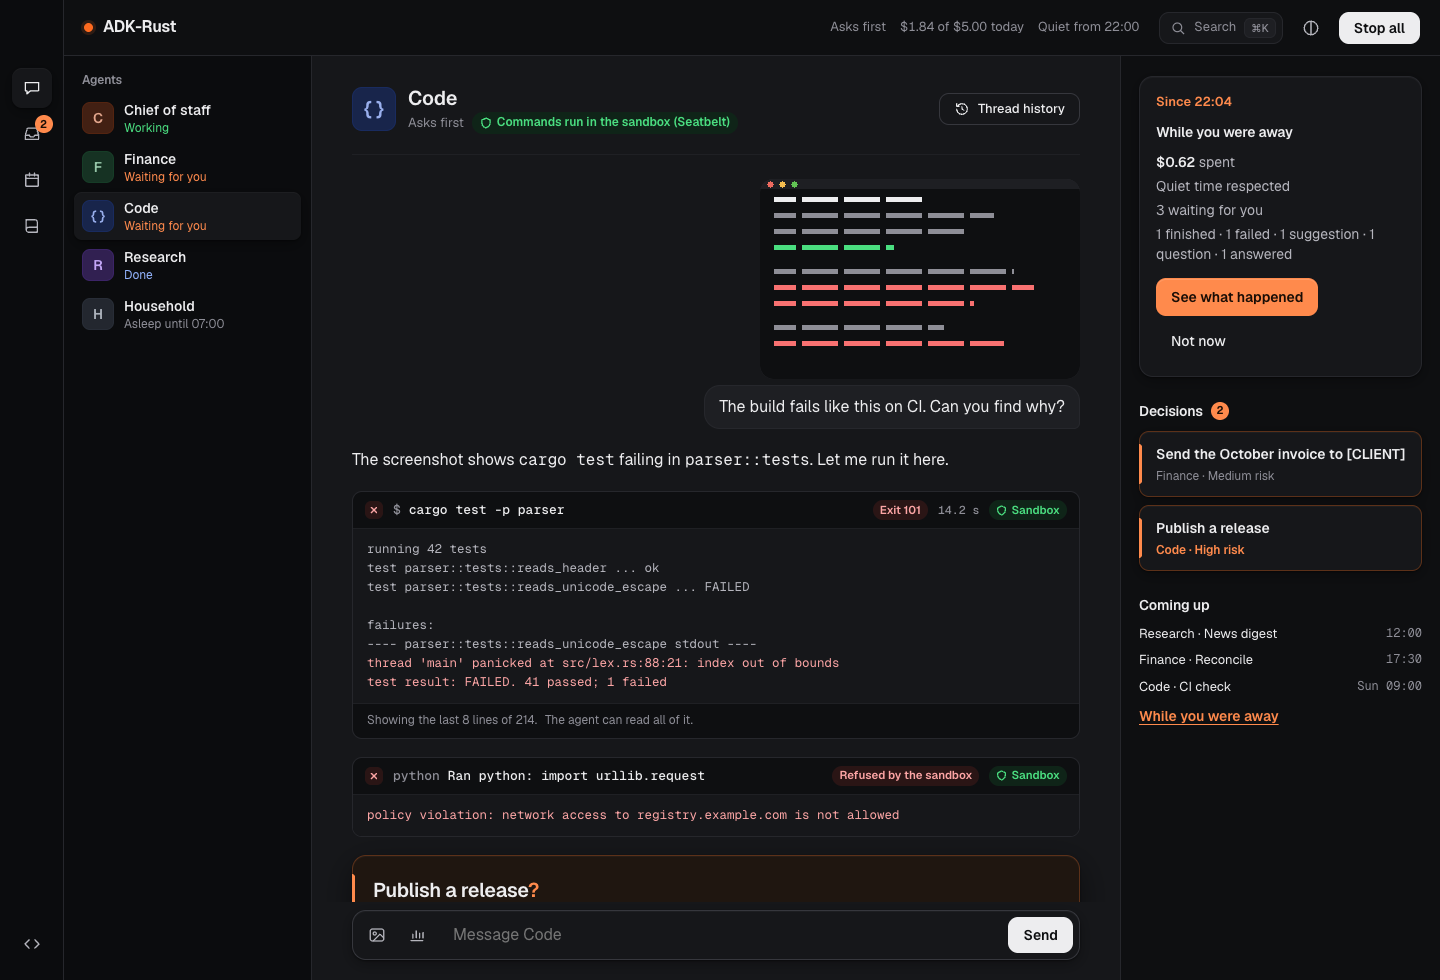 ADK-Rust
Asks first
$1.84 of $5.00 today
Quiet from 22:00
Search
⌘K
Stop all
2
Agents
C
Chief of staff
Working
F
Finance
Waiting for you
{}
Code
Waiting for you
R
Research
Done
H
Household
Asleep until 07:00
{}
Code
Asks first
Commands run in the sandbox (Seatbelt)
Thread history
The build fails like this on CI. Can you find why?
The screenshot shows cargo test failing in parser::tests. Let me run it here.
$ cargo test -p parser
Exit 101
14.2 s
Sandbox
running 42 tests
test parser::tests::reads_header ... ok
test parser::tests::reads_unicode_escape ... FAILED
failures:
---- parser::tests::reads_unicode_escape stdout ----
thread 'main' panicked at src/lex.rs:88:21: index out of bounds
test result: FAILED. 41 passed; 1 failed
Showing the last 8 lines of 214. The agent can read all of it.
python Ran python: import urllib.request
Refused by the sandbox
Sandbox
policy violation: network access to registry.example.com is not allowed
Publish a release?
Message Code
Send
Since 22:04
While you were away
$0.62 spent
Quiet time respected
3 waiting for you
1 finished · 1 failed · 1 suggestion · 1
question · 1 answered
See what happened
Not now
Decisions 2
Send the October invoice to [CLIENT]
Finance · Medium risk
Publish a release
Code · High risk
Coming up
Research · News digest 12:00
Finance · Reconcile 17:30
Code · CI check Sun 09:00
While you were away